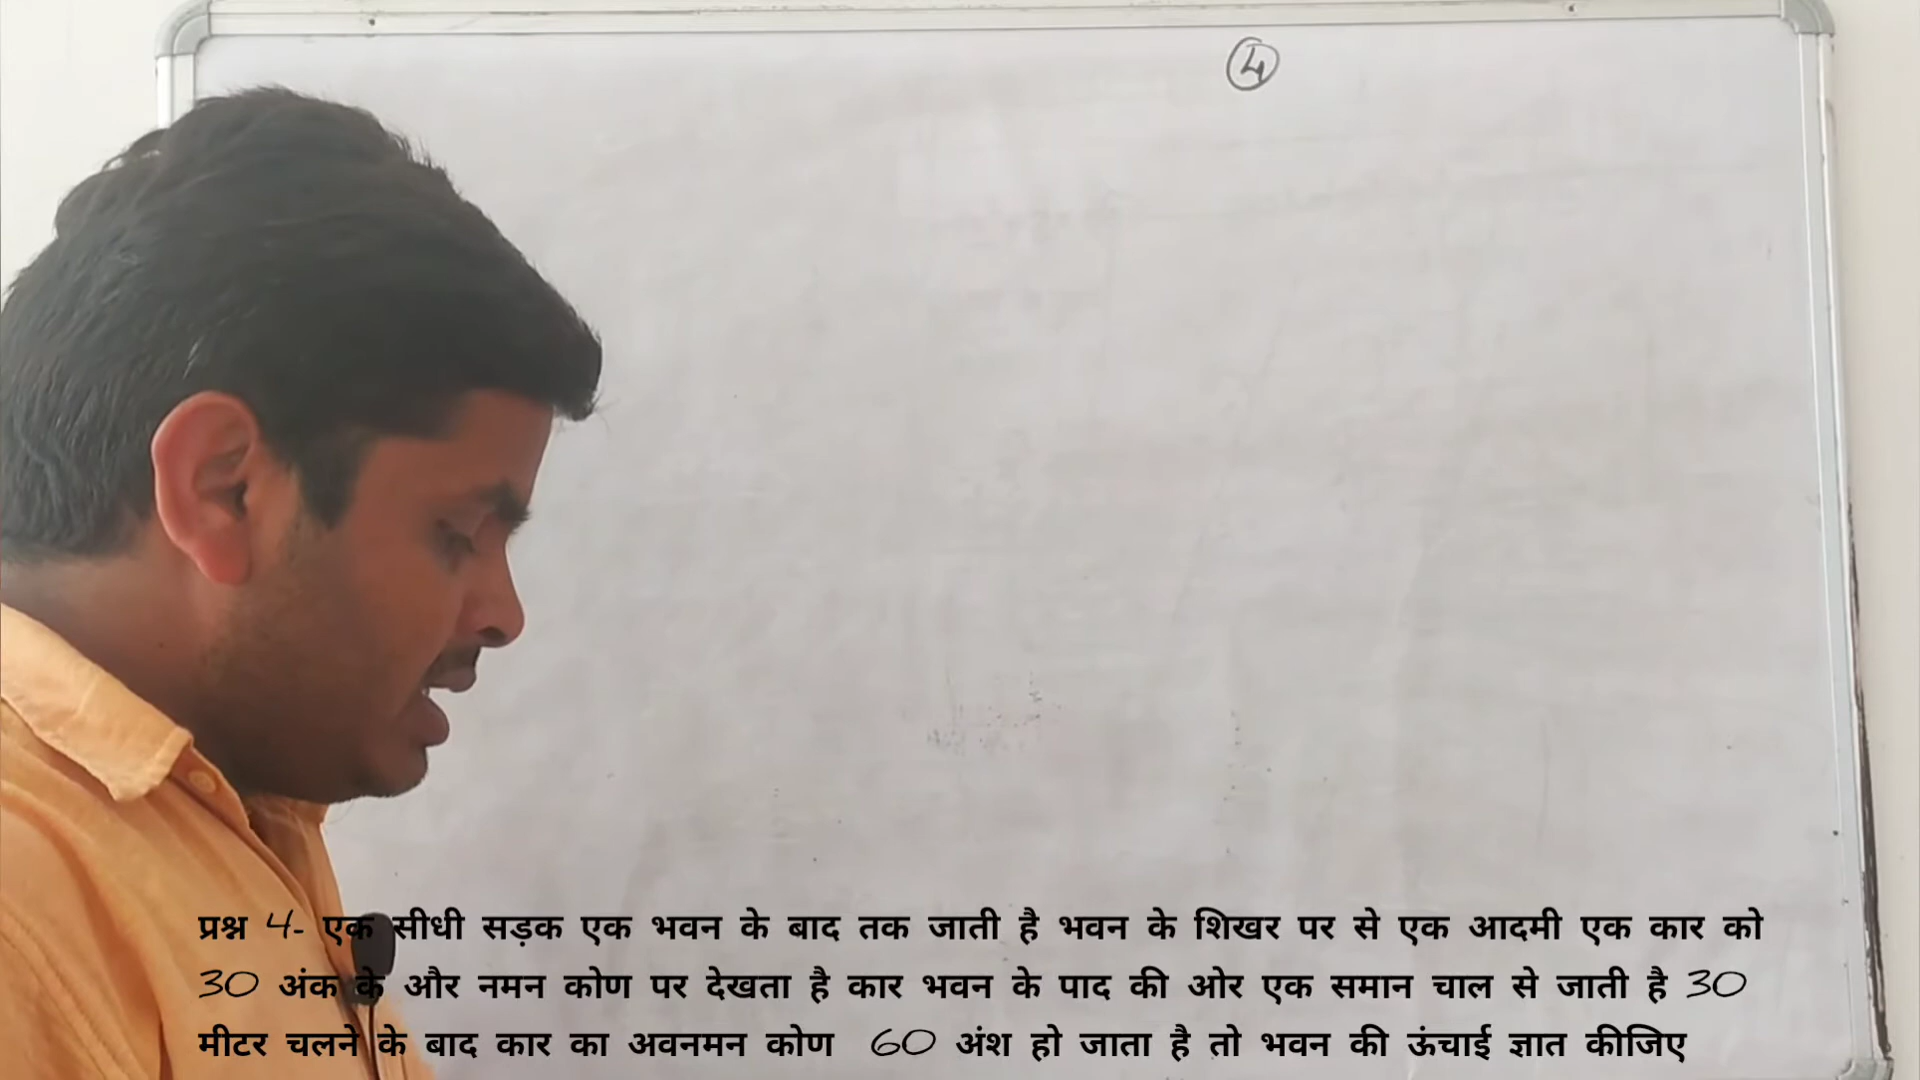 4
प्रश्न 4- एक सीधी सड़क एक भवन के बाद तक जाती है भवन के शिखर पर से एक आदमी एक कार को
30 अंक के और नमन कोण पर देखता है कार भवन के पाद की ओर एक समान चाल से जाती है 30
मीटर चलने के बाद कार का अवनमन कोण 60 अंश हो जाता है तो भवन की ऊंचाई ज्ञात कीजिए